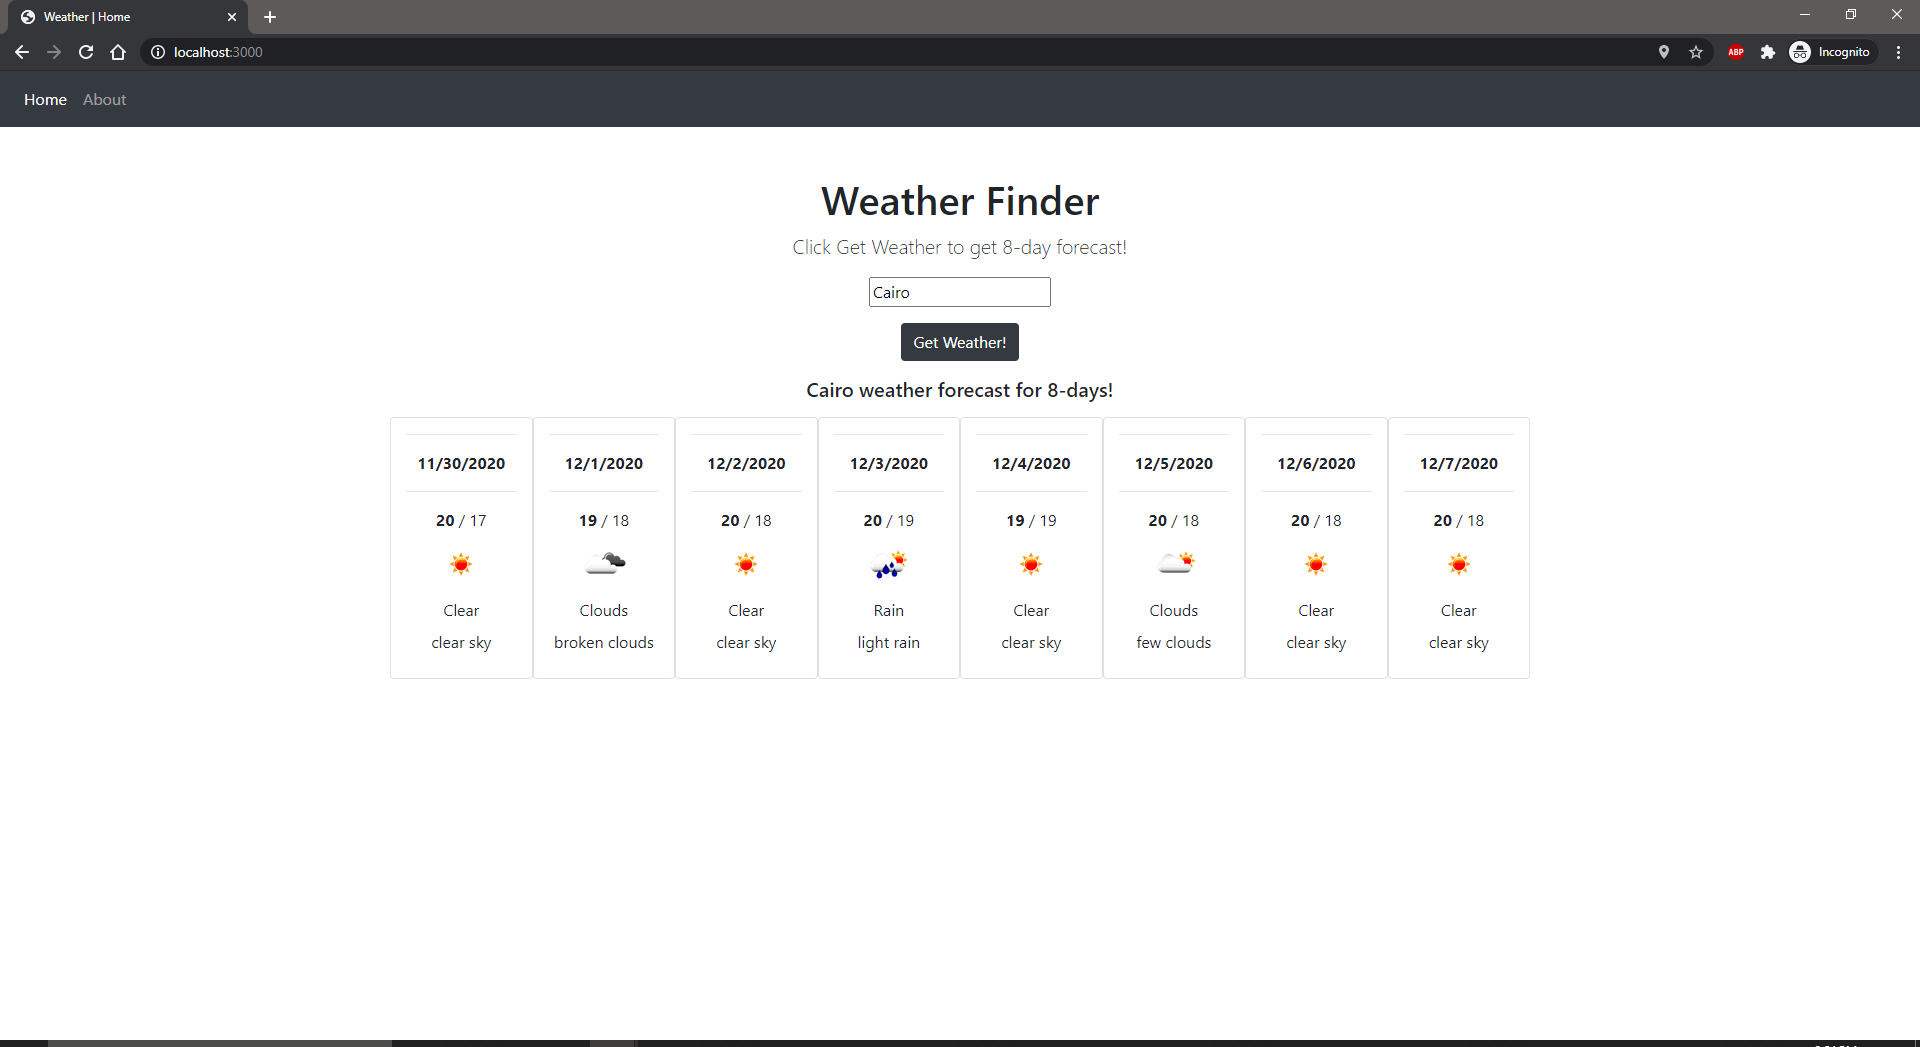 Weather | Home
localhost:3000
ABP
Incognito
Home About
Weather Finder
Click Get Weather to get 8-day forecast!
Cairo
Get Weather!
Cairo weather forecast for 8-days!
11/30/2020
20 / 17
Clear
clear sky
12/1/2020
19 / 18
Clouds
broken clouds
12/2/2020
20 / 18
Clear
clear sky
12/3/2020
20 / 19
Rain
light rain
12/4/2020
19 / 19
Clear
clear sky
12/5/2020
20 / 18
Clouds
few clouds
12/6/2020
20 / 18
Clear
clear sky
12/7/2020
20 / 18
Clear
clear sky